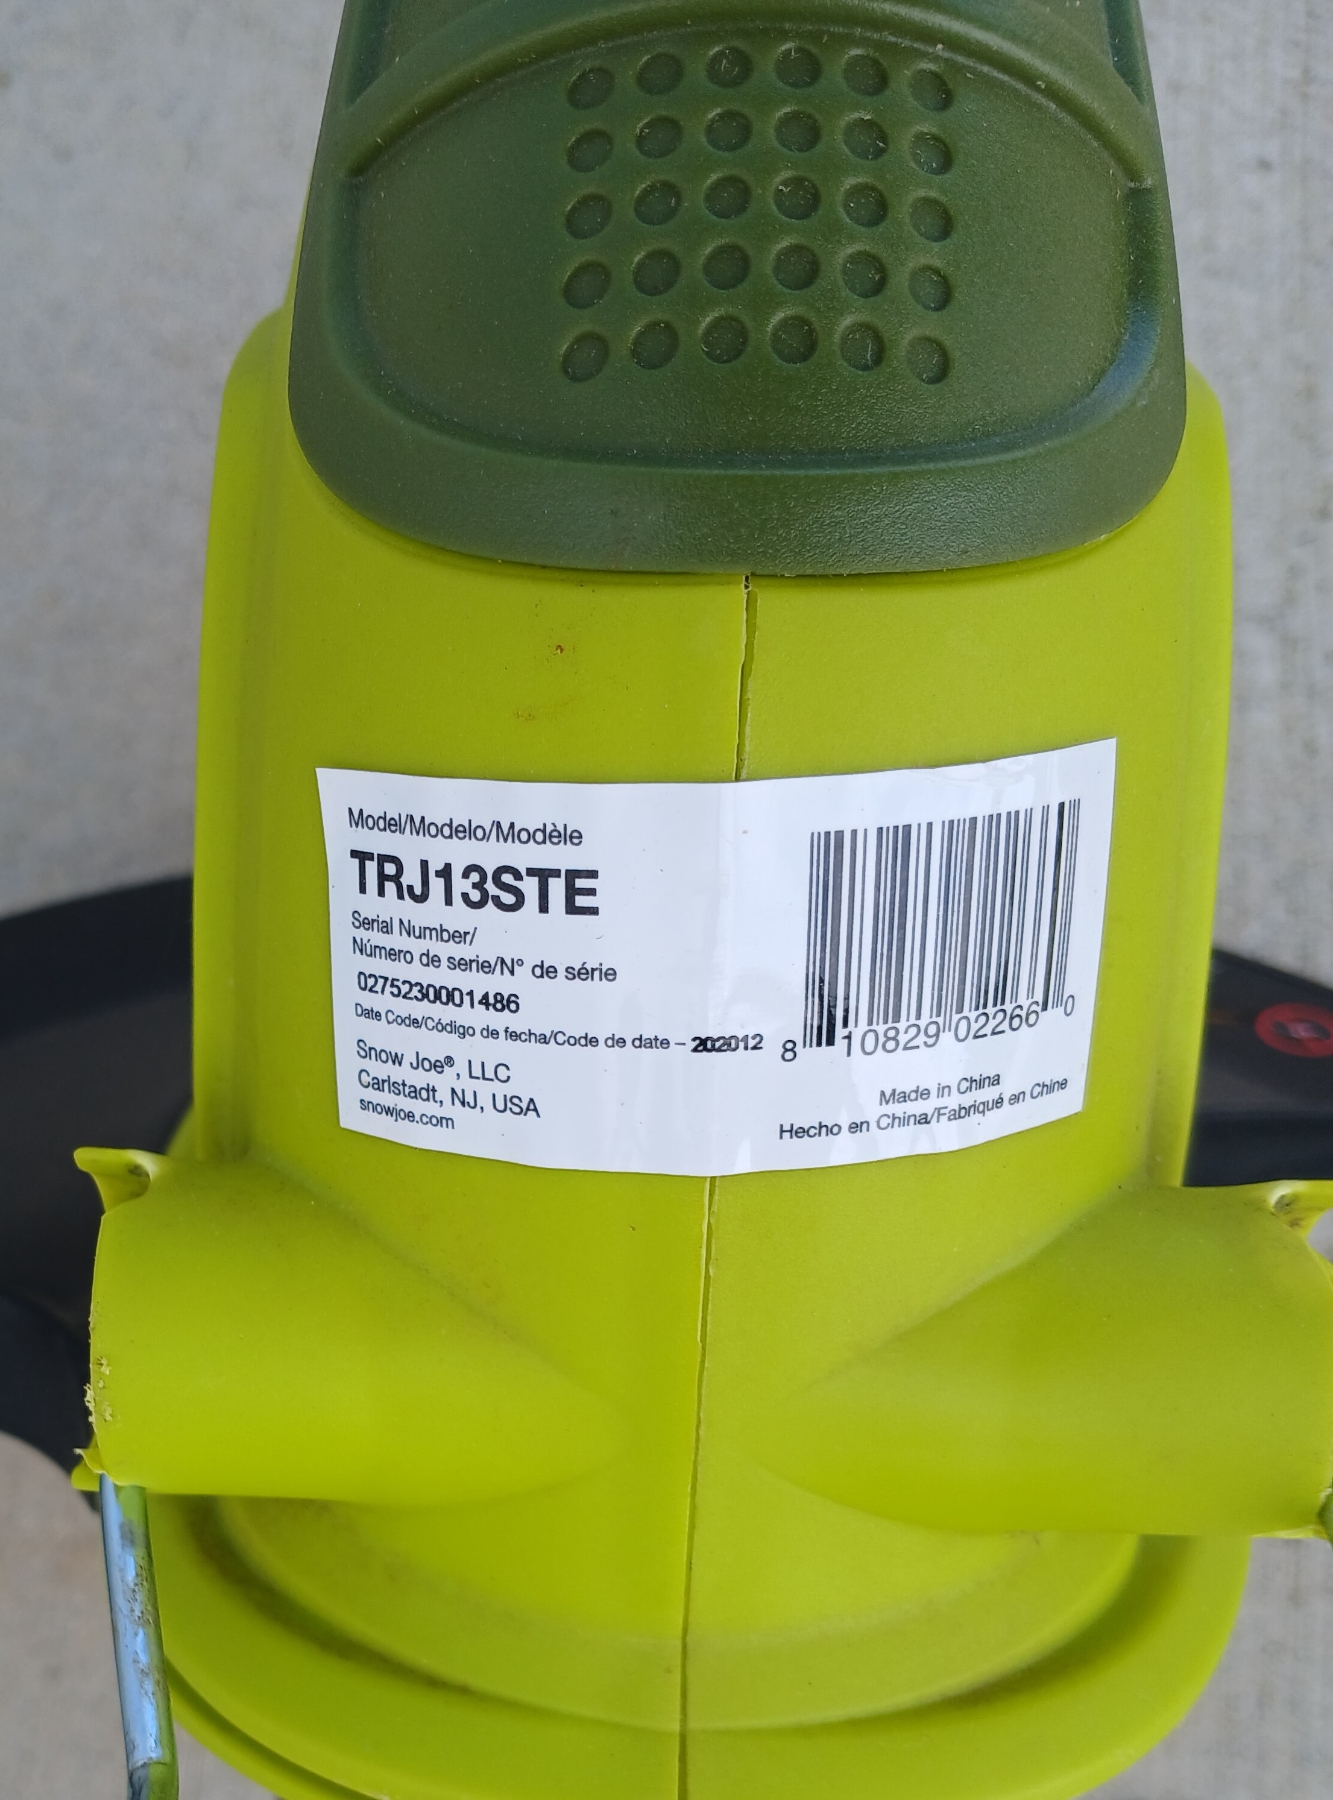 Model/Modelo/Modèle
TRJ13STE
Serial Number/
Número de serie/N° de série
0275230001486
Date Code/Código de fecha/Code de date – 202012
Snow Joe®, LLC
Carlstadt, NJ, USA
snowjoe.com
8 10829 02266 0
Made in China
Hecho en China/Fabriqué en Chine